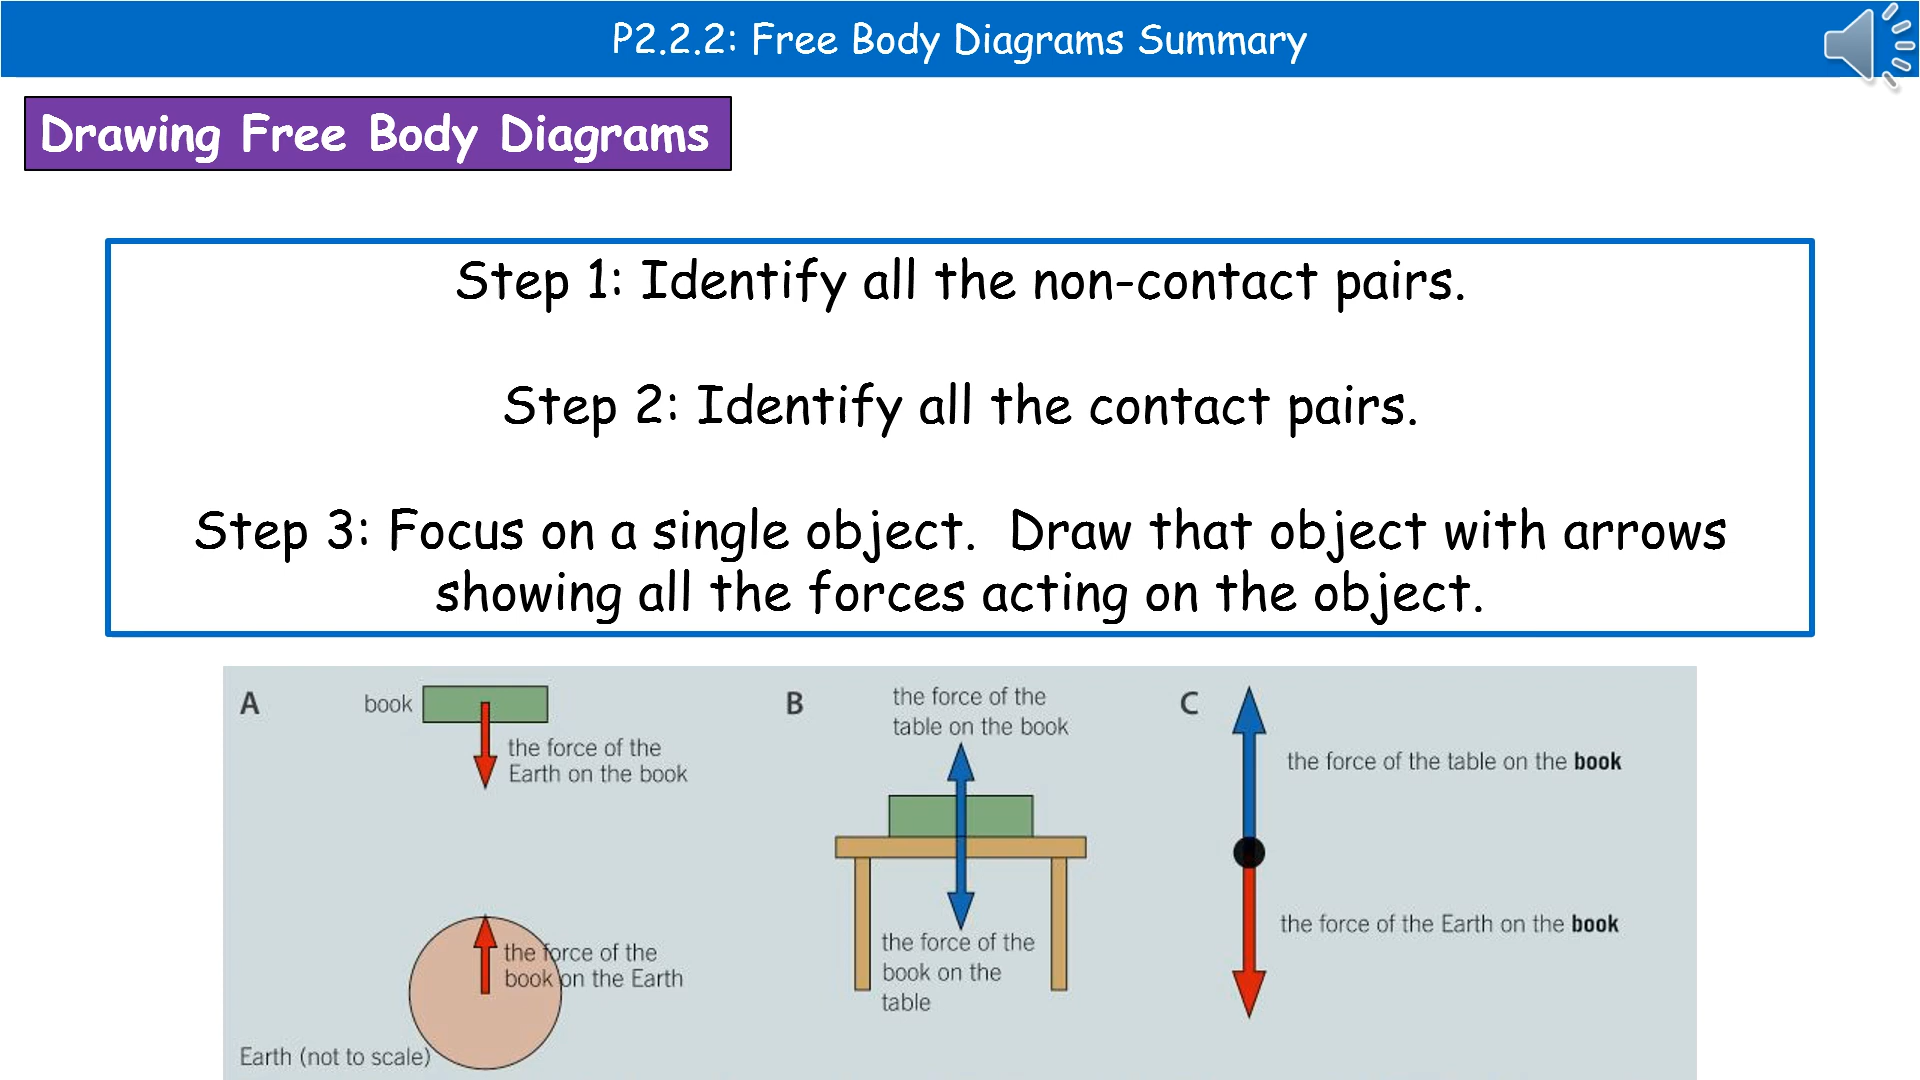 P2.2.2: Free Body Diagrams Summary
Drawing Free Body Diagrams
Step 1: Identify all the non-contact pairs.
Step 2: Identify all the contact pairs.
Step 3: Focus on a single object.  Draw that object with arrows
showing all the forces acting on the object.
A
book
the force of the
Earth on the book
the force of the
book on the Earth
Earth (not to scale)
B
the force of the
table on the book
the force of the
book on the
table
C
the force of the table on the book
the force of the Earth on the book